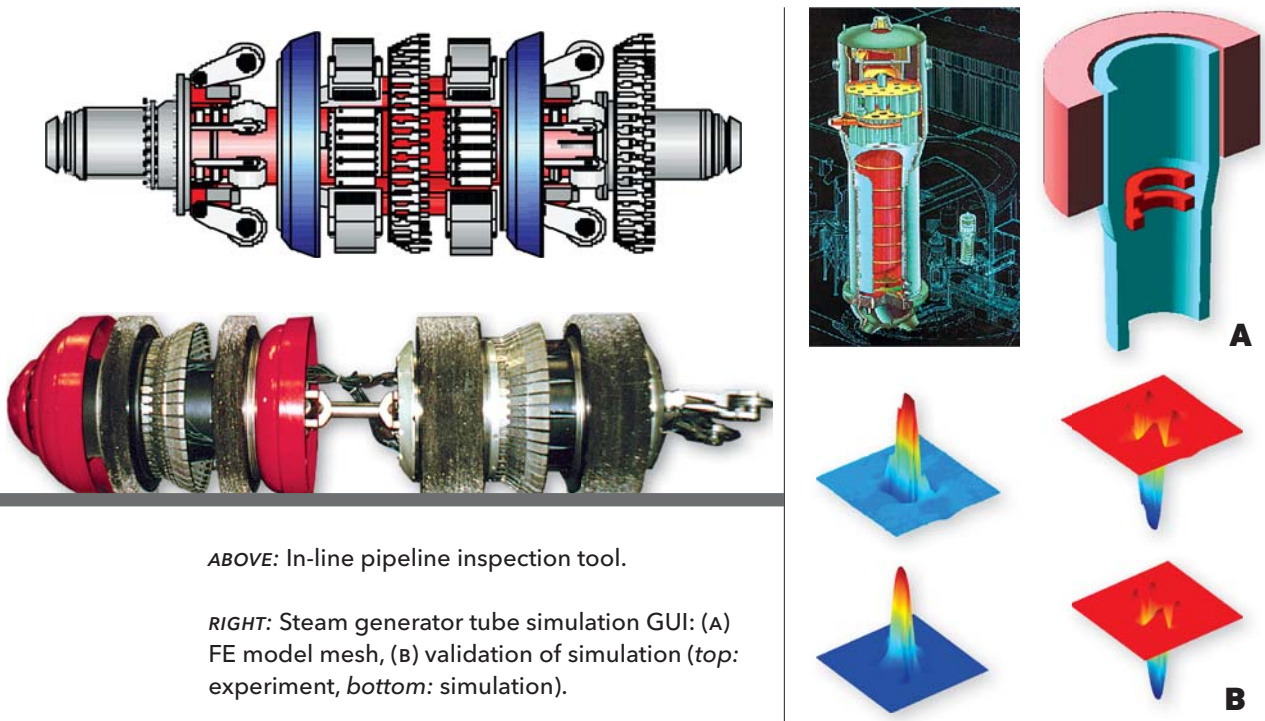 A
ABOVE: In-line pipeline inspection tool.
RIGHT: Steam generator tube simulation GUI: (A)
FE model mesh, (B) validation of simulation (top:
experiment, bottom: simulation).
B